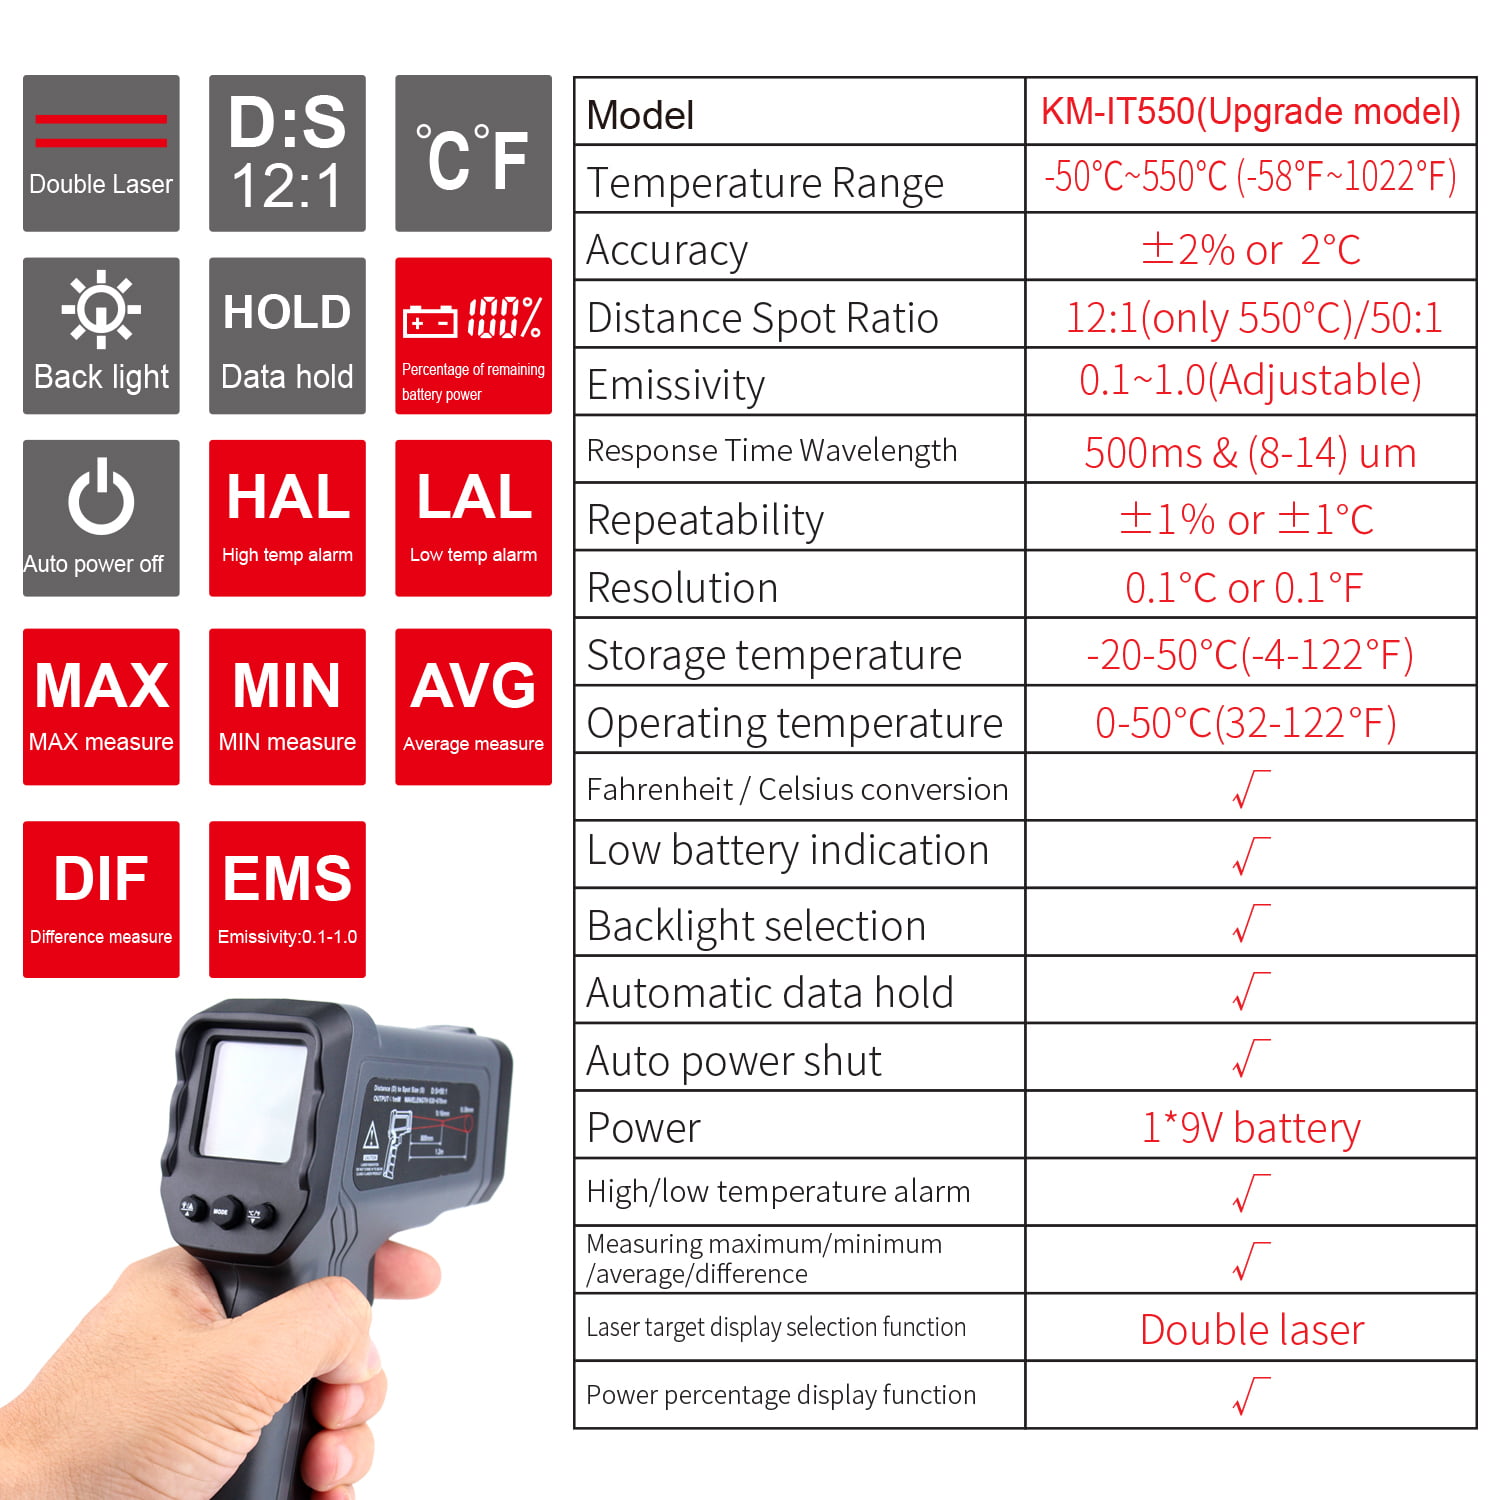 Double Laser
D:S
12:1
°C°F
Back light
HOLD
Data hold
100%
Percentage of remaining
battery power
Auto power off
HAL
High temp alarm
LAL
Low temp alarm
MAX
MAX measure
MIN
MIN measure
AVG
Average measure
DIF
Difference measure
EMS
Emissivity:0.1-1.0
Distance (D) to Spot Size (S) D:S=50:1
MODE
Model KM-IT550(Upgrade model)
Temperature Range -50°C~550°C (-58°F~1022°F)
Accuracy ±2% or 2°C
Distance Spot Ratio 12:1(only 550°C)/50:1
Emissivity 0.1~1.0(Adjustable)
Response Time Wavelength 500ms & (8-14) um
Repeatability ±1% or ±1°C
Resolution 0.1°C or 0.1°F
Storage temperature -20-50°C(-4-122°F)
Operating temperature 0-50°C(32-122°F)
Fahrenheit / Celsius conversion √
Low battery indication √
Backlight selection √
Automatic data hold √
Auto power shut √
Power 1*9V battery
High/low temperature alarm √
Measuring maximum/minimum
/average/difference √
Laser target display selection function Double laser
Power percentage display function √